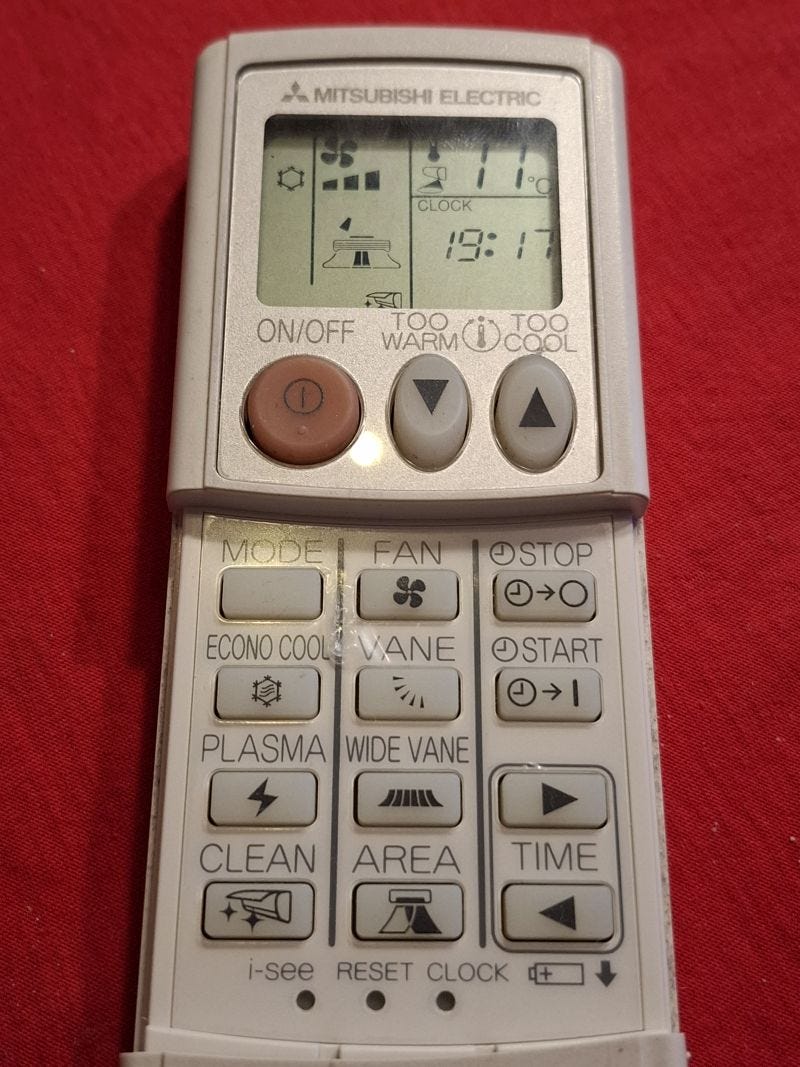 MITSUBISHI ELECTRIC
°C
CLOCK
19:17
ON/OFF
TOO WARM
i
TOO COOL
MODE
FAN
STOP
ECONO COOL
VANE
START
PLASMA
WIDE VANE
CLEAN
AREA
TIME
i-see
RESET
CLOCK